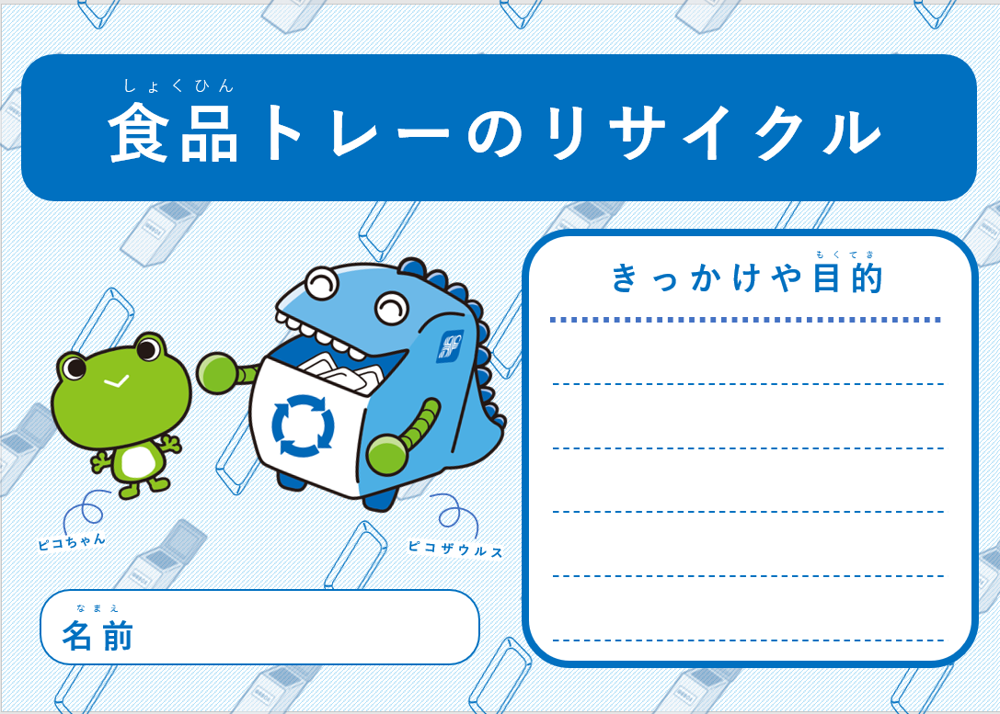 しょくひん
食品トレーのリサイクル
もくてき
きっかけや目的
ピコちゃん
ピコザウルス
なまえ
名前